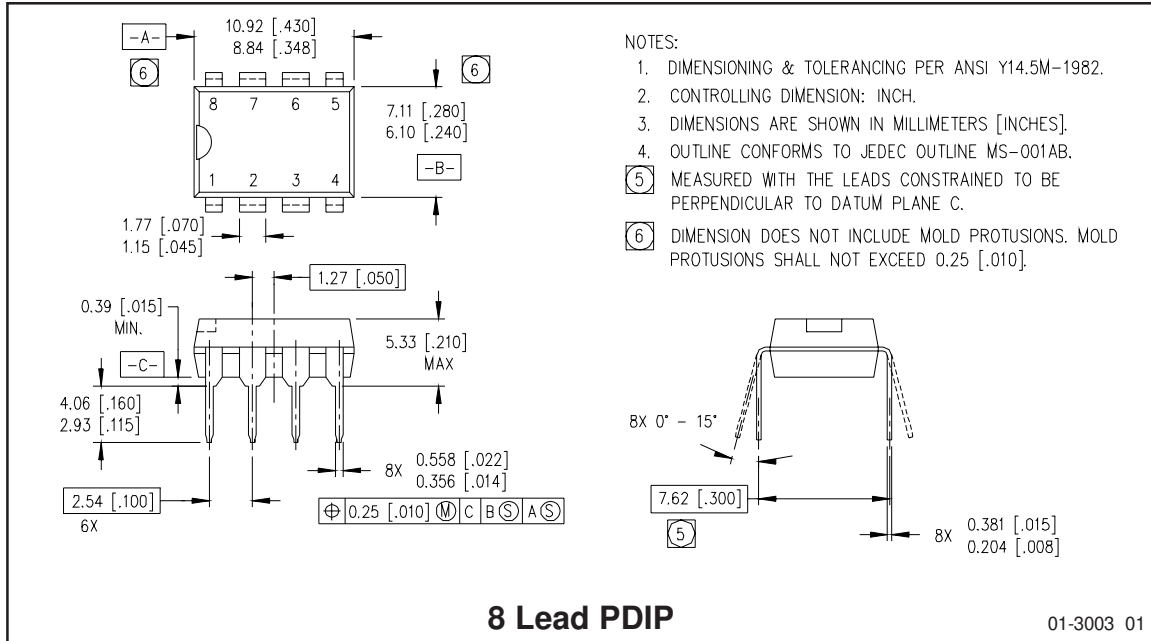 -A-
10.92 [.430]
8.84 [.348]
6
6
8 7 6 5
1 2 3 4
7.11 [.280]
6.10 [.240]
-B-
1.77 [.070]
1.15 [.045]
1.27 [.050]
0.39 [.015]
MIN.
-C-
5.33 [.210]
MAX
4.06 [.160]
2.93 [.115]
2.54 [.100]
6X
8X 0.558 [.022]
0.356 [.014]
⌖ 0.25 [.010] Ⓜ C B Ⓢ A Ⓢ
NOTES:
1. DIMENSIONING & TOLERANCING PER ANSI Y14.5M-1982.
2. CONTROLLING DIMENSION: INCH.
3. DIMENSIONS ARE SHOWN IN MILLIMETERS [INCHES].
4. OUTLINE CONFORMS TO JEDEC OUTLINE MS-001AB.
5 MEASURED WITH THE LEADS CONSTRAINED TO BE
PERPENDICULAR TO DATUM PLANE C.
6 DIMENSION DOES NOT INCLUDE MOLD PROTUSIONS. MOLD
PROTUSIONS SHALL NOT EXCEED 0.25 [.010].
8X 0° - 15°
7.62 [.300]
5
8X 0.381 [.015]
0.204 [.008]
8 Lead PDIP
01-3003 01